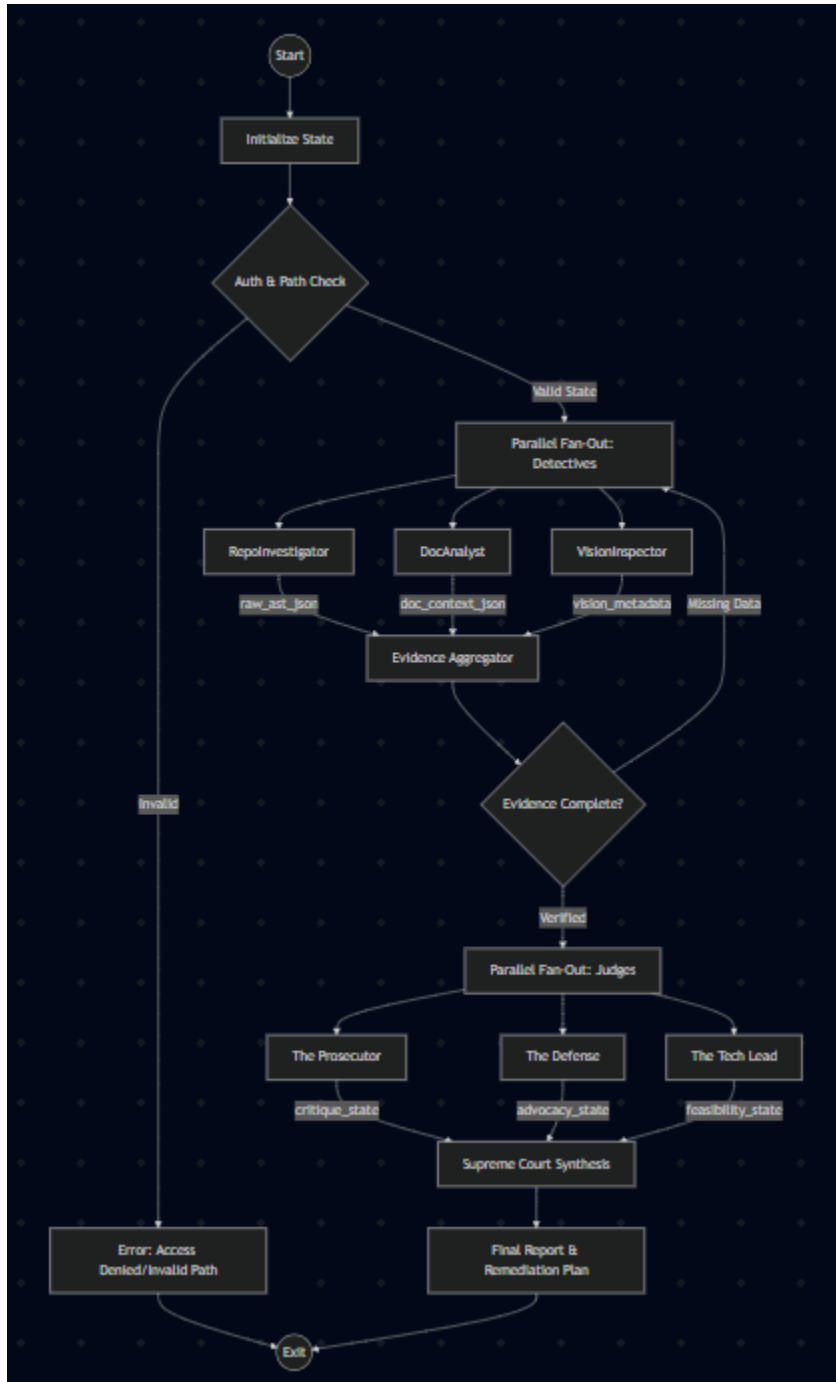 Start
Initialize State
Auth & Path Check
Valid State
Parallel Fan-Out:
Detectives
RepoInvestigator
DocAnalyst
VisionInspector
raw_ast_json
doc_context_json
vision_metadata
Missing Data
Evidence Aggregator
Invalid
Evidence Complete?
Verified
Parallel Fan-Out: Judges
The Prosecutor
The Defense
The Tech Lead
critique_state
advocacy_state
feasibility_state
Supreme Court Synthesis
Error: Access
Denied/Invalid Path
Final Report &
Remediation Plan
Exit